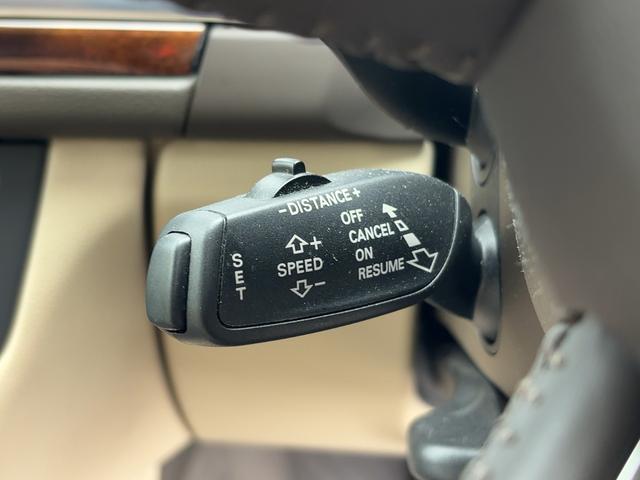 -DISTANCE+
OFF
CANCEL
ON
RESUME
+
SPEED
-
SET